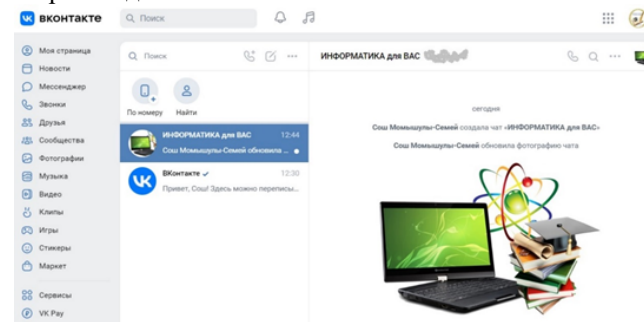 вконтакте
Поиск
Моя страница
Новости
Мессенджер
Звонки
Друзья
Сообщества
Фотографии
Музыка
Видео
Клипы
Игры
Стикеры
Маркет
Сервисы
VK Pay
Поиск
По номеру
Найти
ИНФОРМАТИКА для ВАС 12:44
Сош Момышулы-Семей обновила ...
ВКонтакте 12:30
Привет, Сош! Здесь можно переписы...
ИНФОРМАТИКА для ВАС
сегодня
Сош Момышулы-Семей создала чат «ИНФОРМАТИКА для ВАС»
Сош Момышулы-Семей обновила фотографию чата